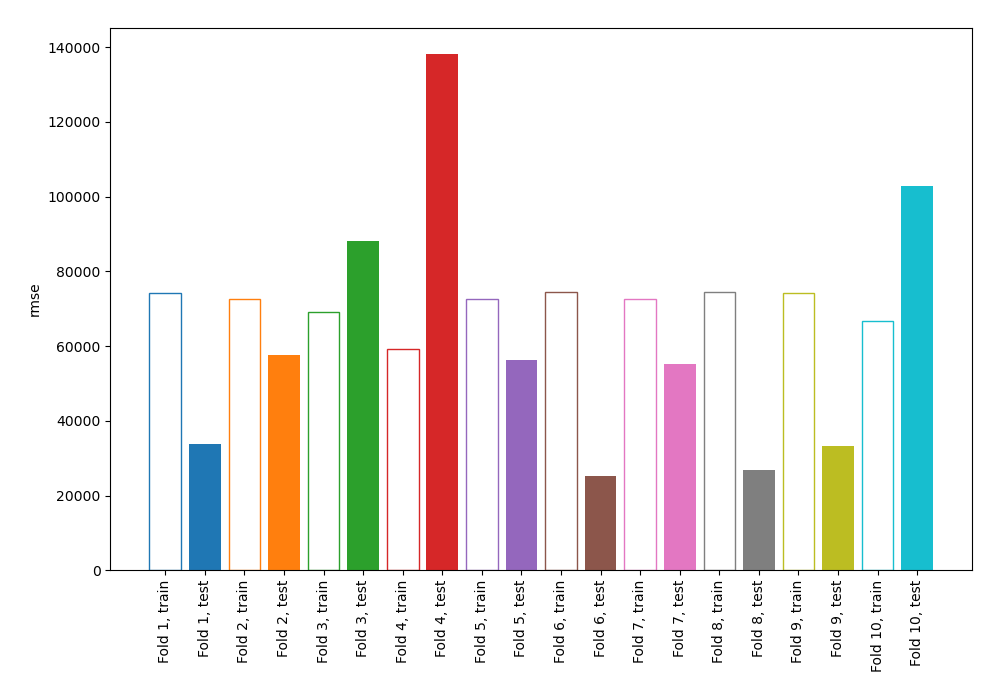 140000
120000
100000
80000
60000
40000
20000
0
rmse
Fold 1, train
Fold 1, test
Fold 2, train
Fold 2, test
Fold 3, train
Fold 3, test
Fold 4, train
Fold 4, test
Fold 5, train
Fold 5, test
Fold 6, train
Fold 6, test
Fold 7, train
Fold 7, test
Fold 8, train
Fold 8, test
Fold 9, train
Fold 9, test
Fold 10, train
Fold 10, test